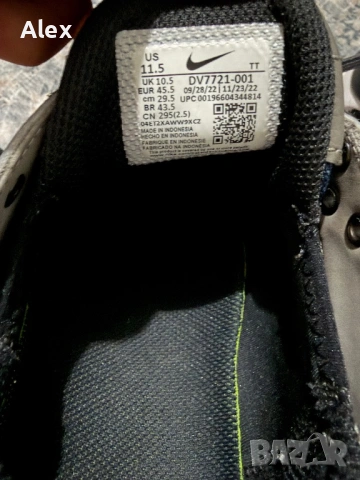 Alex
US
11.5
TT
UK 10.5
DV7721-001
EUR 45.5
09/28/22 | 11/23/22
cm 29.5
UPC 00196604344814
BR 43.5
CN 295(2.5)
04ET2XAWW9XCZ
MADE IN INDONESIA
HECHO EN INDONESIA
FABRIQUE EN INDONESIE
FABRICADO NA INDONESIA
BAZAR